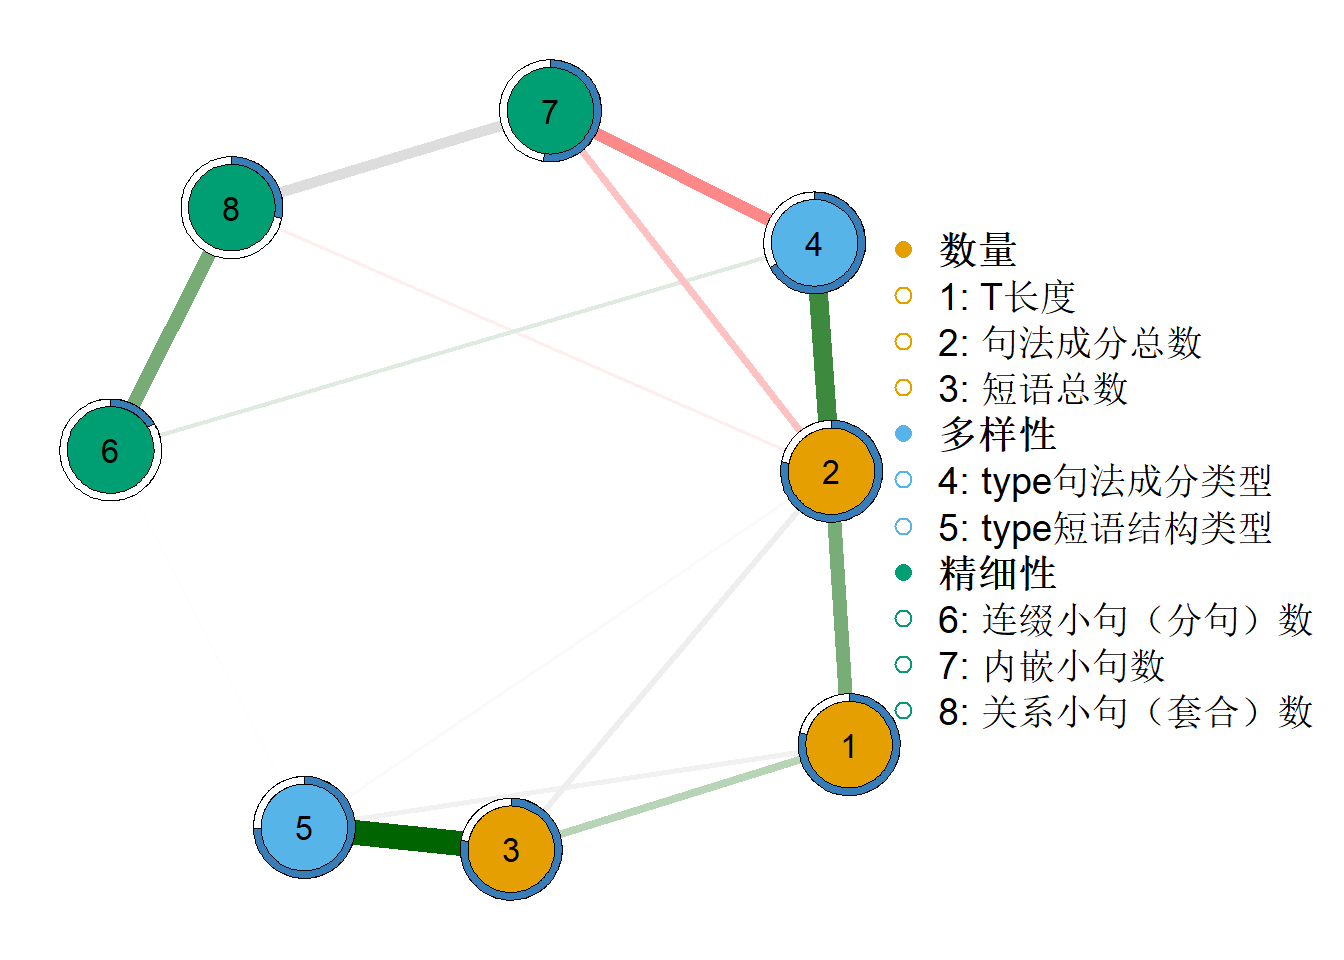 7
8
4
6
2
1
5
3
数量
1: T长度
2: 句法成分总数
3: 短语总数
多样性
4: type句法成分类型
5: type短语结构类型
精细性
6: 连缀小句（分句）数
7: 内嵌小句数
8: 关系小句（套合）数